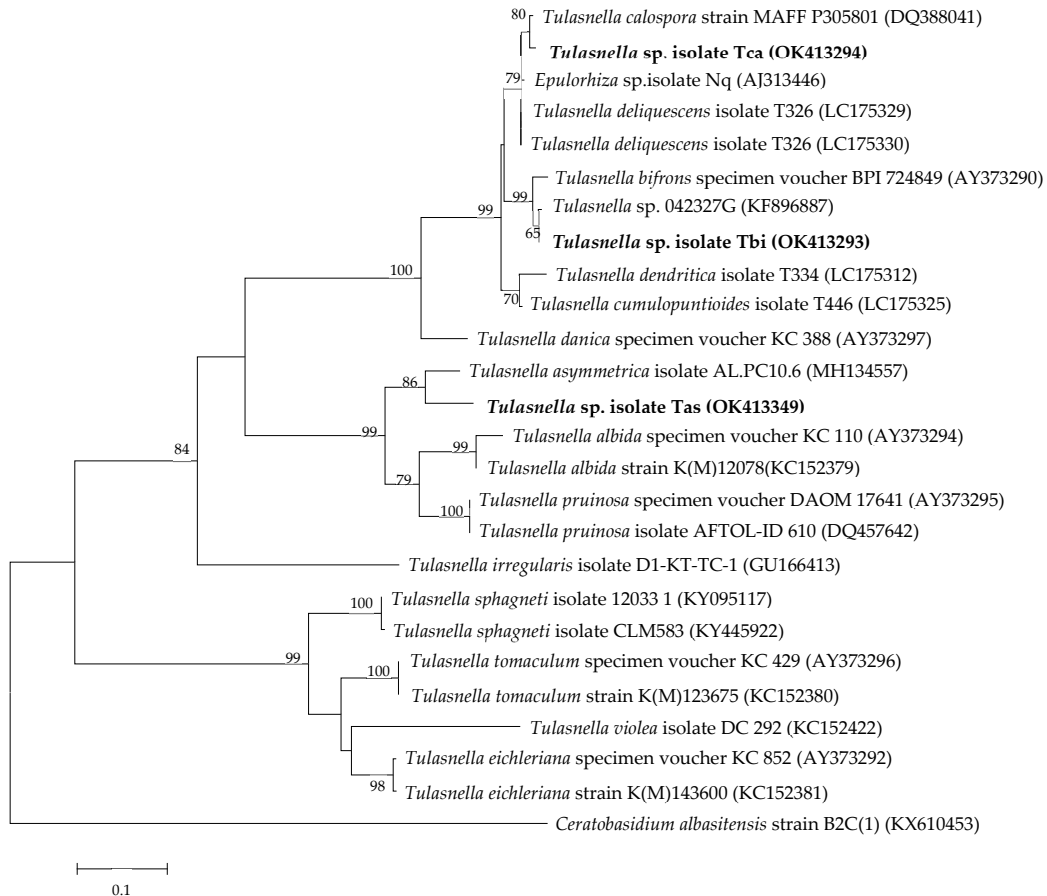 80
Tulasnella calospora strain MAFF P305801 (DQ388041)
Tulasnella sp. isolate Tca (OK413294)
79
Epulorhiza sp.isolate Nq (AJ313446)
Tulasnella deliquescens isolate T326 (LC175329)
Tulasnella deliquescens isolate T326 (LC175330)
Tulasnella bifrons specimen voucher BPI 724849 (AY373290)
99
Tulasnella sp. 042327G (KF896887)
99
65
Tulasnella sp. isolate Tbi (OK413293)
100
Tulasnella dendritica isolate T334 (LC175312)
70
Tulasnella cumulopuntioides isolate T446 (LC175325)
Tulasnella danica specimen voucher KC 388 (AY373297)
Tulasnella asymmetrica isolate AL.PC10.6 (MH134557)
86
Tulasnella sp. isolate Tas (OK413349)
99
Tulasnella albida specimen voucher KC 110 (AY373294)
84
99
Tulasnella albida strain K(M)12078(KC152379)
79
Tulasnella pruinosa specimen voucher DAOM 17641 (AY373295)
100
Tulasnella pruinosa isolate AFTOL-ID 610 (DQ457642)
Tulasnella irregularis isolate D1-KT-TC-1 (GU166413)
100
Tulasnella sphagneti isolate 12033 1 (KY095117)
Tulasnella sphagneti isolate CLM583 (KY445922)
99
Tulasnella tomaculum specimen voucher KC 429 (AY373296)
100
Tulasnella tomaculum strain K(M)123675 (KC152380)
Tulasnella violea isolate DC 292 (KC152422)
Tulasnella eichleriana specimen voucher KC 852 (AY373292)
98
Tulasnella eichleriana strain K(M)143600 (KC152381)
Ceratobasidium albasitensis strain B2C(1) (KX610453)
0.1